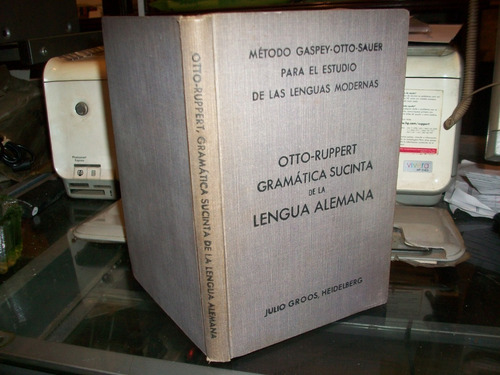 MÉTODO GASPEY-OTTO-SAUER
PARA EL ESTUDIO
DE LAS LENGUAS MODERNAS
OTTO-RUPPERT
GRAMÁTICA SUCINTA
DE LA
LENGUA ALEMANA
JULIO GROOS, HEIDELBERG
OTTO-RUPPERT, GRAMÁTICA SUCINTA DE LA LENGUA ALEMANA
vivera